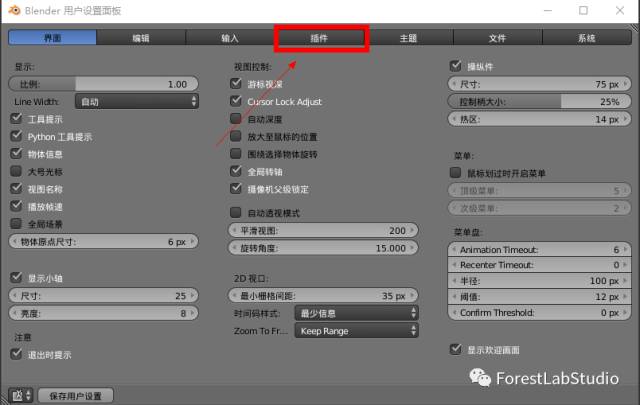 Blender 用户设置面板
界面
编辑
输入
插件
主题
文件
系统
显示:
比例: 1.00
Line Width: 自动
工具提示
Python 工具提示
物体信息
大号光标
视图名称
播放帧速
全局场景
物体原点尺寸: 6 px
显示小轴
尺寸: 25
亮度: 8
注意
退出时提示
视图控制:
游标视深
Cursor Lock Adjust
自动深度
放大至鼠标的位置
围绕选择物体旋转
全局转轴
摄像机父级锁定
自动透视模式
平滑视图: 200
旋转角度: 15.000
2D 视口:
最小栅格间距: 35 px
时间码样式: 最少信息
Zoom To Fr... Keep Range
操纵件
尺寸: 75 px
控制柄大小: 25%
热区: 14 px
菜单:
鼠标划过时开启菜单
顶级菜单: 5
次级菜单: 2
菜单盘:
Animation Timeout: 6
Recenter Timeout: 0
半径: 100 px
阈值: 12 px
Confirm Threshold: 0 px
显示欢迎画面
保存用户设置
ForestLabStudio